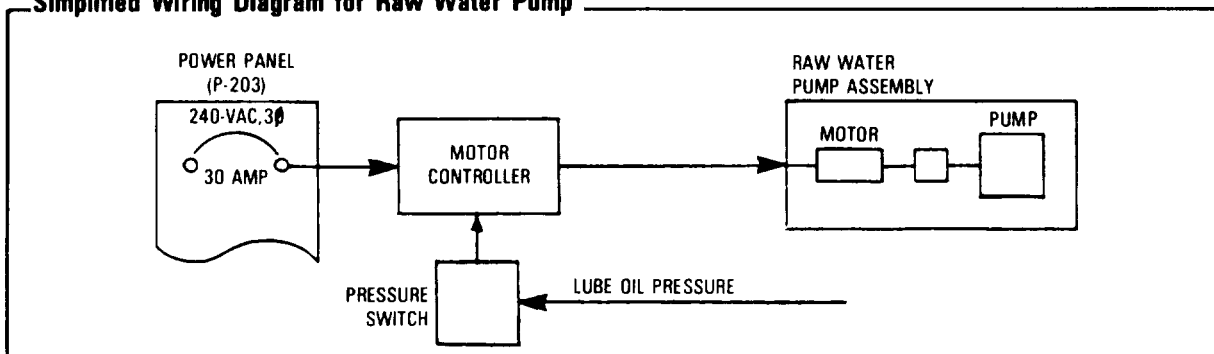 Simplified Wiring Diagram for Raw Water Pump
POWER PANEL
(P-203)
240-VAC,3φ
30 AMP
MOTOR
CONTROLLER
RAW WATER
PUMP ASSEMBLY
MOTOR
PUMP
PRESSURE
SWITCH
LUBE OIL PRESSURE